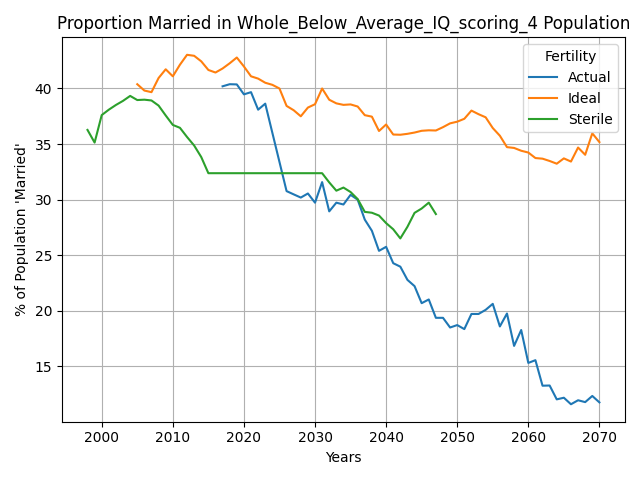 Proportion Married in Whole_Below_Average_IQ_scoring_4 Population
Fertility
Actual
Ideal
Sterile
% of Population 'Married'
40
35
30
25
20
15
2000 2010 2020 2030 2040 2050 2060 2070
Years